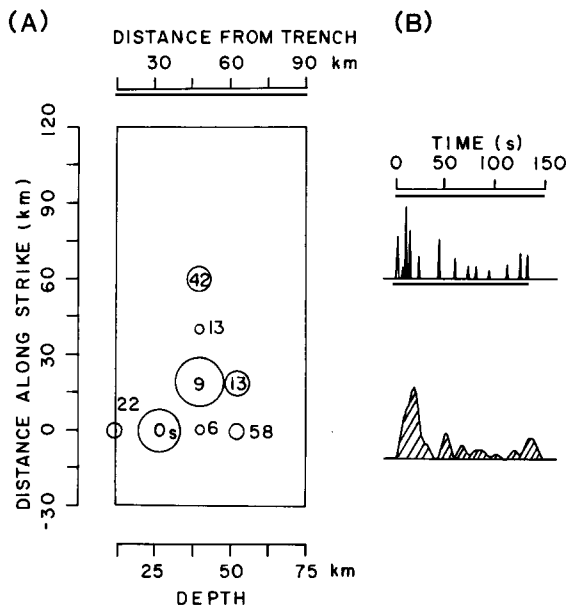 (A)
DISTANCE FROM TRENCH
30 60 90 km
DISTANCE ALONG STRIKE (km)
120
90
60
30
0
-30
42
13
9
13
22
0s
6
58
25 50 75 km
DEPTH
(B)
TIME (s)
0 50 100 150